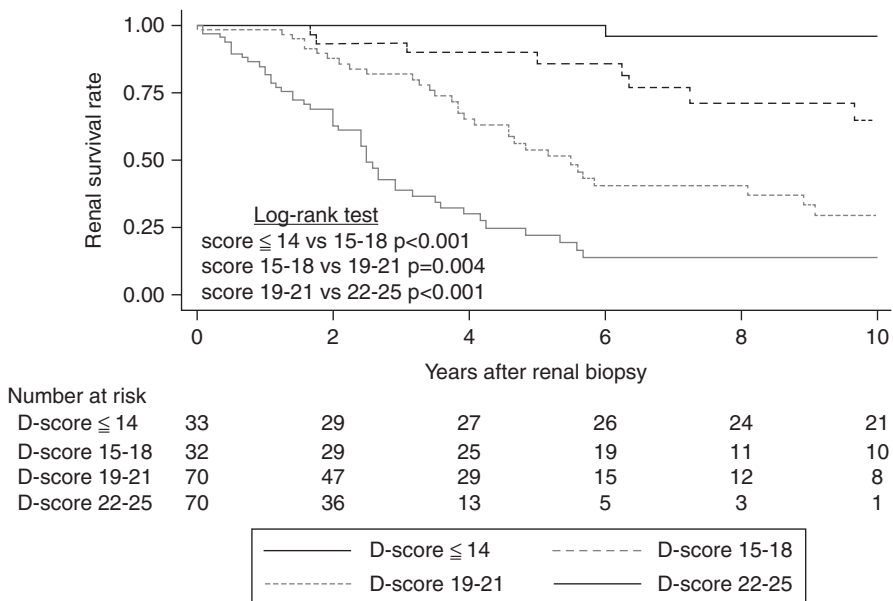 1.00
0.75
0.50
0.25
0.00
Renal survival rate
Log-rank test
score ≦ 14 vs 15-18 p<0.001
score 15-18 vs 19-21 p=0.004
score 19-21 vs 22-25 p<0.001
0 2 4 6 8 10
Years after renal biopsy
Number at risk
D-score ≦ 14 33 29 27 26 24 21
D-score 15-18 32 29 25 19 11 10
D-score 19-21 70 47 29 15 12 8
D-score 22-25 70 36 13 5 3 1
D-score ≦ 14 D-score 15-18
D-score 19-21 D-score 22-25